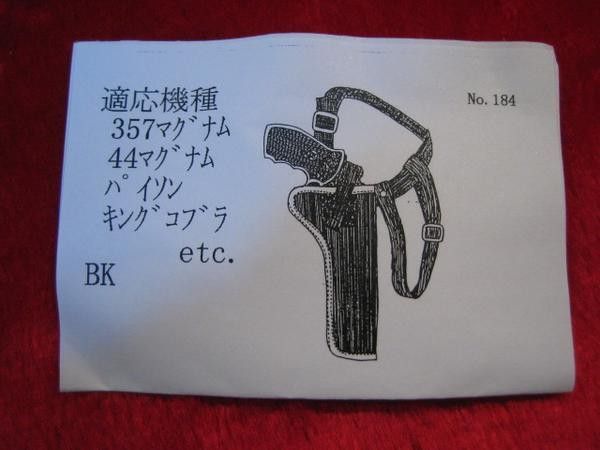 適応機種
No. 184
357ﾏｸﾞﾅﾑ
44ﾏｸﾞﾅﾑ
ﾊﾟｲｿﾝ
ｷﾝｸﾞｺﾌﾞﾗ
etc.
BK